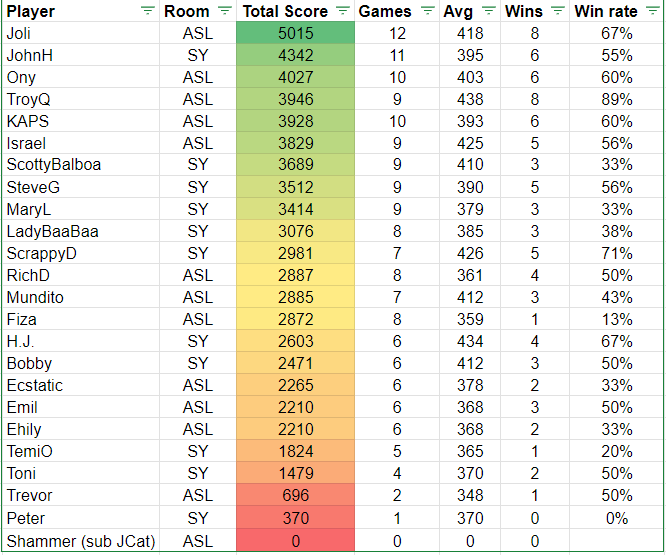 Player Room Total Score Games Avg Wins Win rate
Joli ASL 5015 12 418 8 67%
JohnH SY 4342 11 395 6 55%
Ony ASL 4027 10 403 6 60%
TroyQ ASL 3946 9 438 8 89%
KAPS ASL 3928 10 393 6 60%
Israel ASL 3829 9 425 5 56%
ScottyBalboa SY 3689 9 410 3 33%
SteveG SY 3512 9 390 5 56%
MaryL SY 3414 9 379 3 33%
LadyBaaBaa SY 3076 8 385 3 38%
ScrappyD SY 2981 7 426 5 71%
RichD ASL 2887 8 361 4 50%
Mundito ASL 2885 7 412 3 43%
Fiza ASL 2872 8 359 1 13%
H.J. SY 2603 6 434 4 67%
Bobby SY 2471 6 412 3 50%
Ecstatic ASL 2265 6 378 2 33%
Emil ASL 2210 6 368 3 50%
Ehily ASL 2210 6 368 2 33%
TemiO SY 1824 5 365 1 20%
Toni SY 1479 4 370 2 50%
Trevor ASL 696 2 348 1 50%
Peter SY 370 1 370 0 0%
Shammer (sub JCat) ASL 0 0 0 0